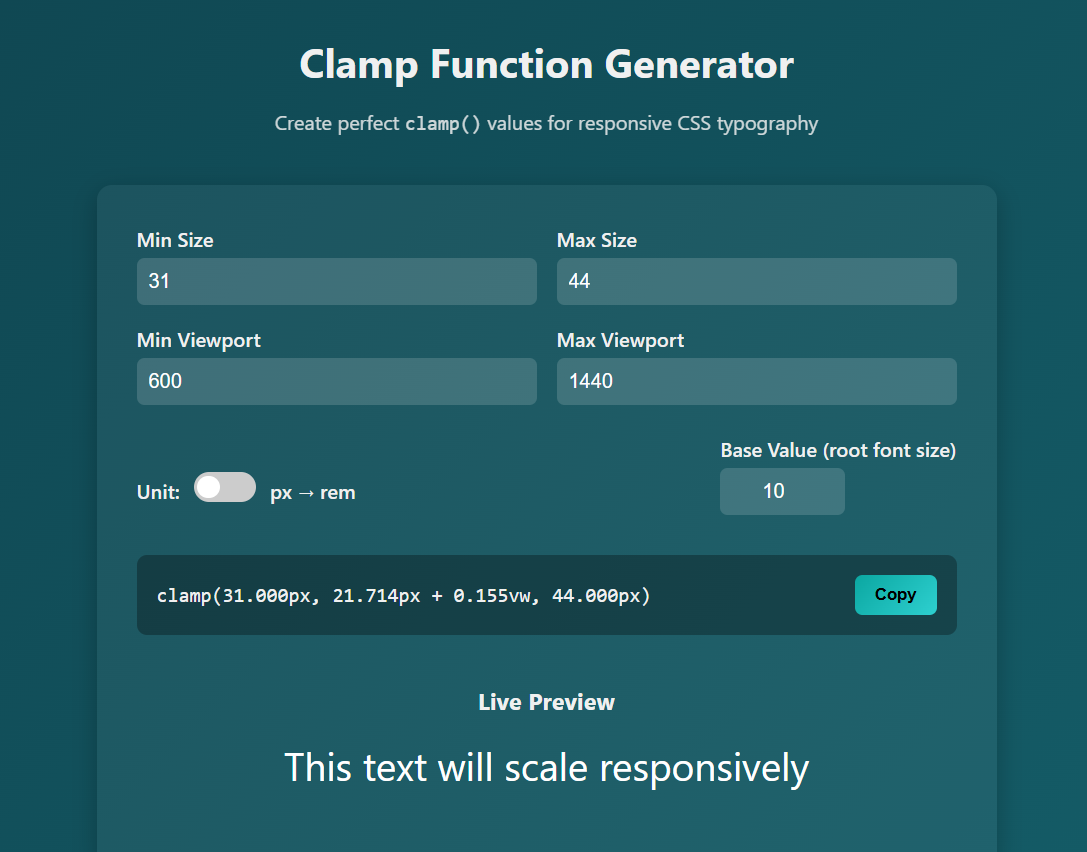 Clamp Function Generator
Create perfect clamp() values for responsive CSS typography
Min Size
Max Size
31
44
Min Viewport
Max Viewport
600
1440
Base Value (root font size)
Unit:
px → rem
10
clamp(31.000px, 21.714px + 0.155vw, 44.000px)
Copy
Live Preview
This text will scale responsively